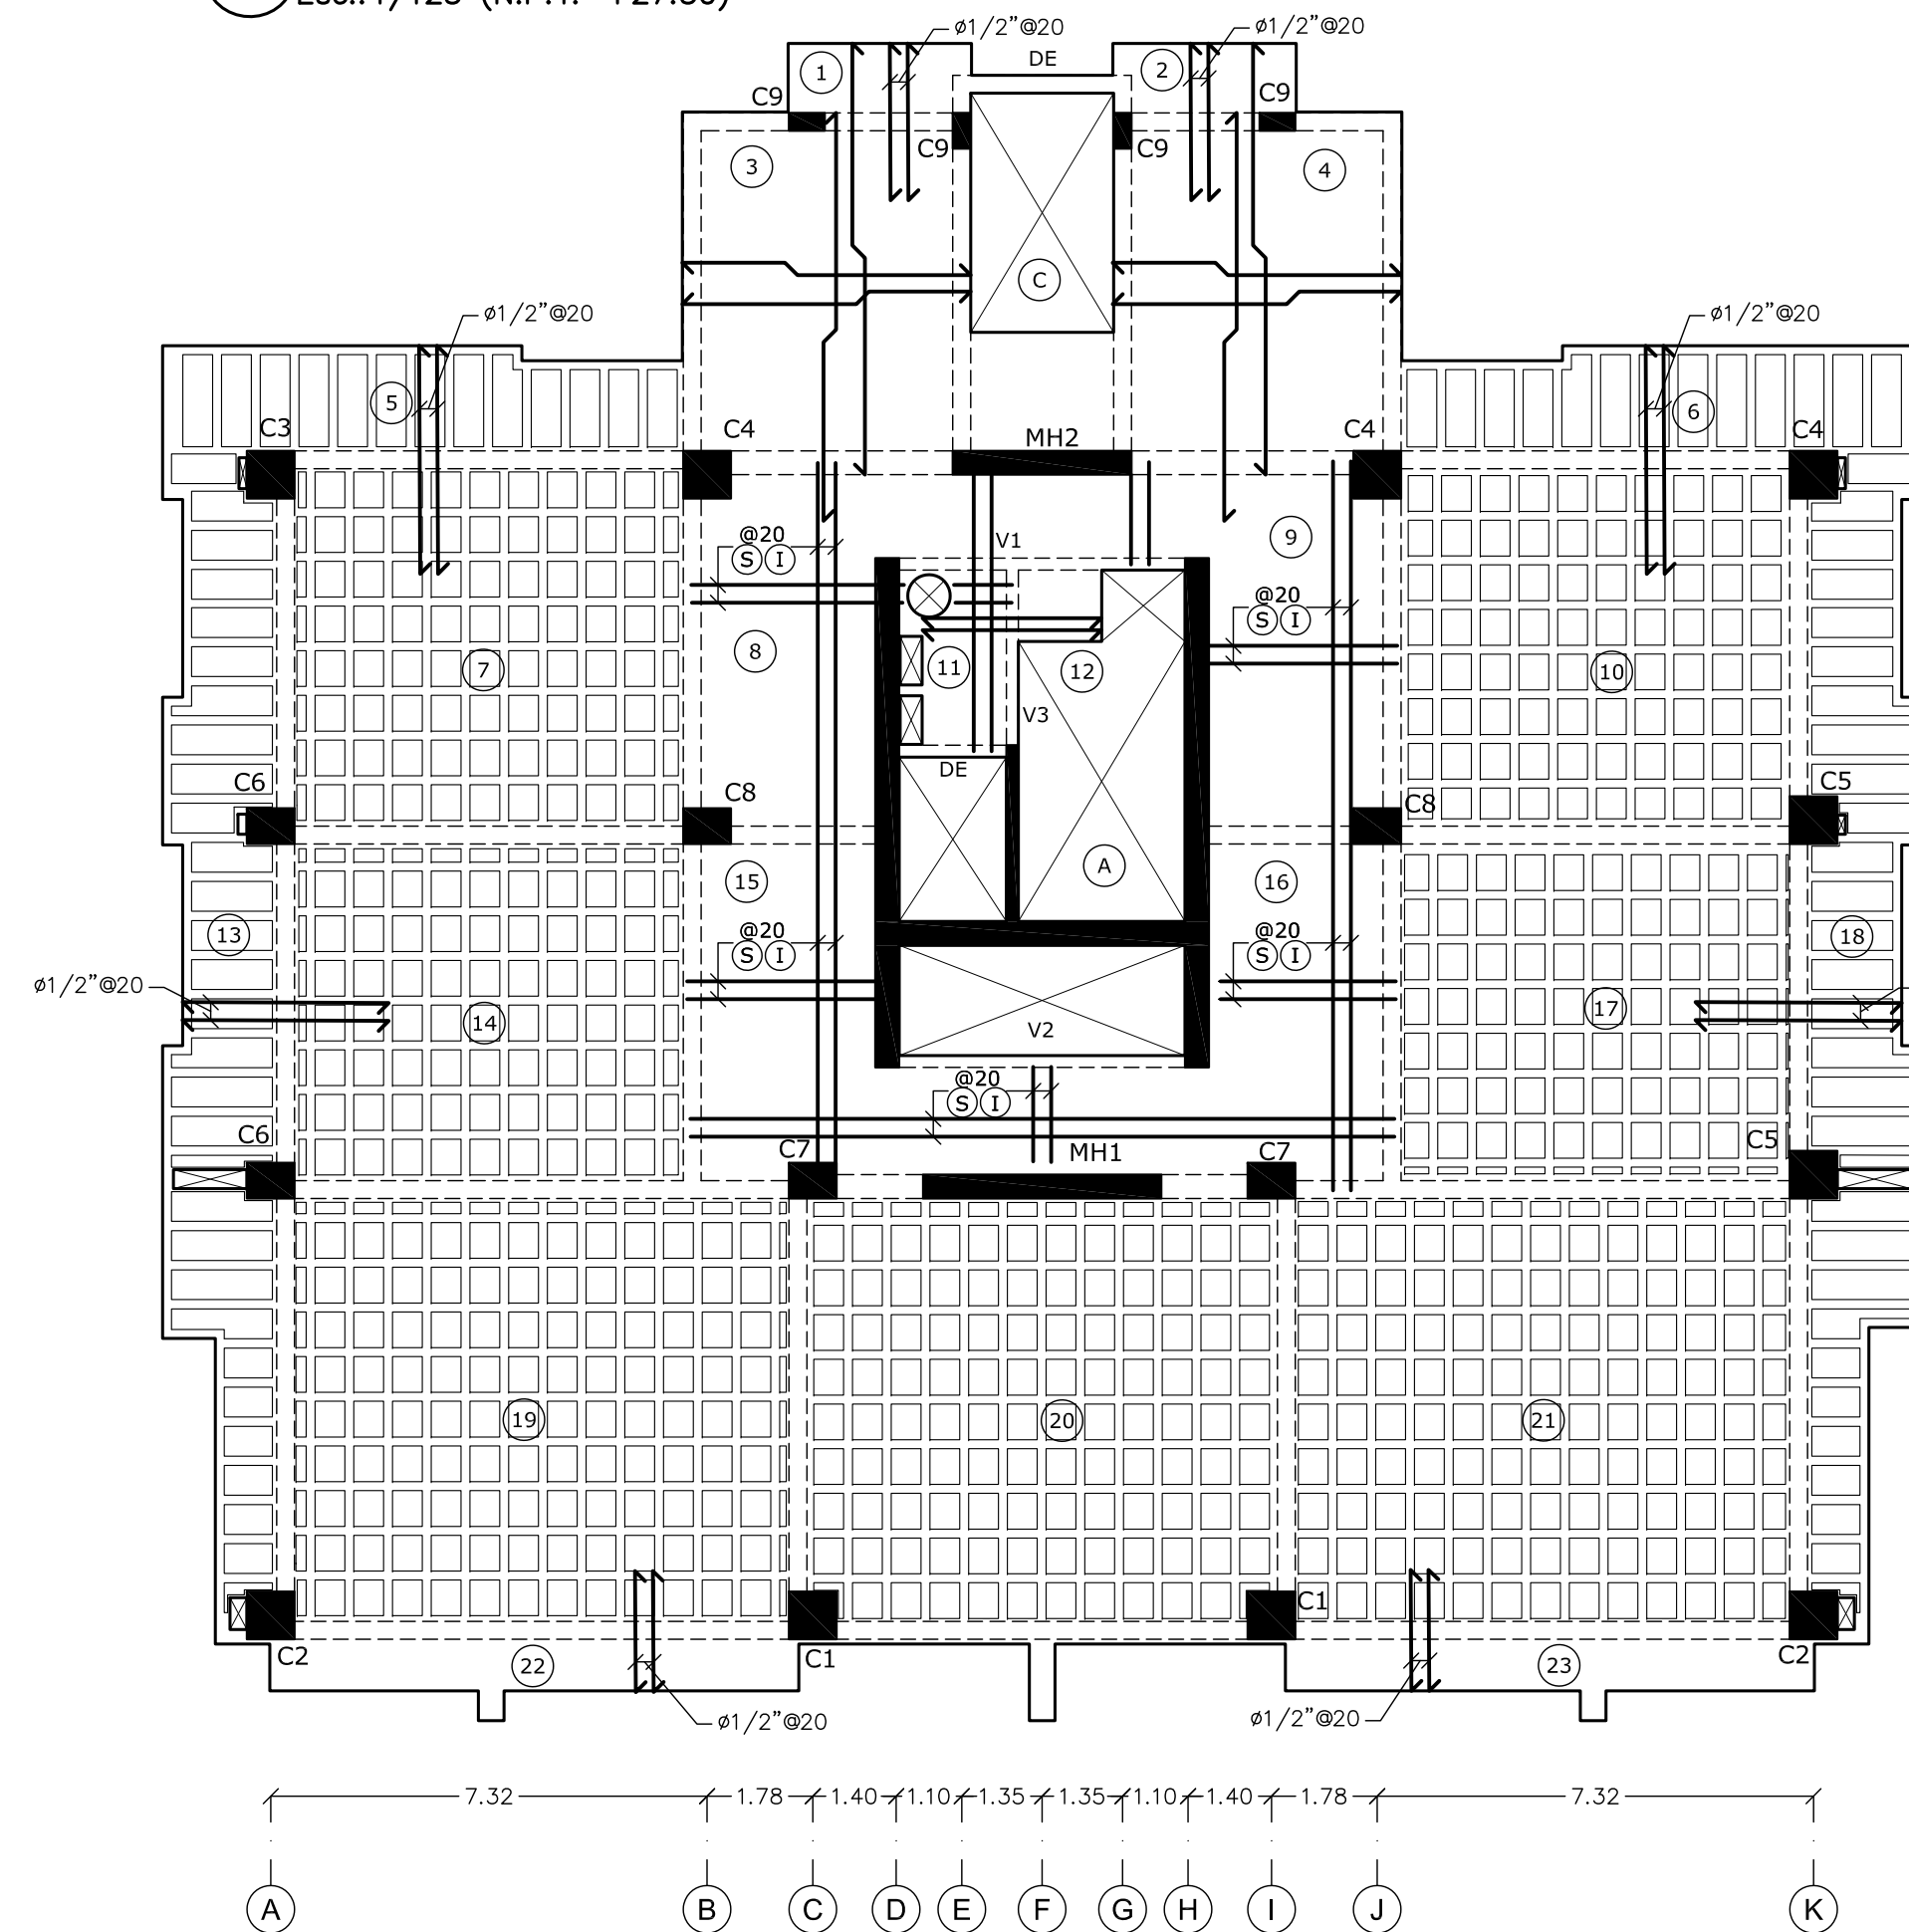 ø1/2"@20
ø1/2"@20
1
DE
2
C9
C9
C9
C9
3
4
C
ø1/2"@20
ø1/2"@20
5
6
C3
C4
MH2
C4
C4
@20
S I
V1
9
@20
S I
8
11
12
7
10
V3
DE
C6
C8
C8
C5
A
15
16
13
@20
S I
@20
S I
18
ø1/2"@20
14
17
V2
@20
S I
C6
C7
MH1
C7
C5
19
20
21
C1
C2
22
C1
23
C2
ø1/2"@20
ø1/2"@20
7.32 1.78 1.40 1.10 1.35 1.35 1.10 1.40 1.78 7.32
A B C D E F G H I J K